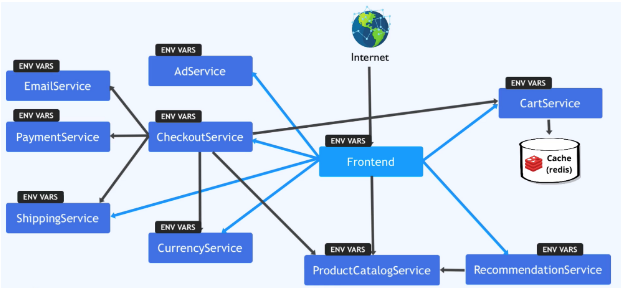 Internet
ENV VARS
AdService
ENV VARS
EmailService
ENV VARS
CartService
ENV VARS
PaymentService
ENV VARS
CheckoutService
ENV VARS
Frontend
Cache
(redis)
ENV VARS
ShippingService
ENV VARS
CurrencyService
ENV VARS
ProductCatalogService
ENV VARS
RecommendationService